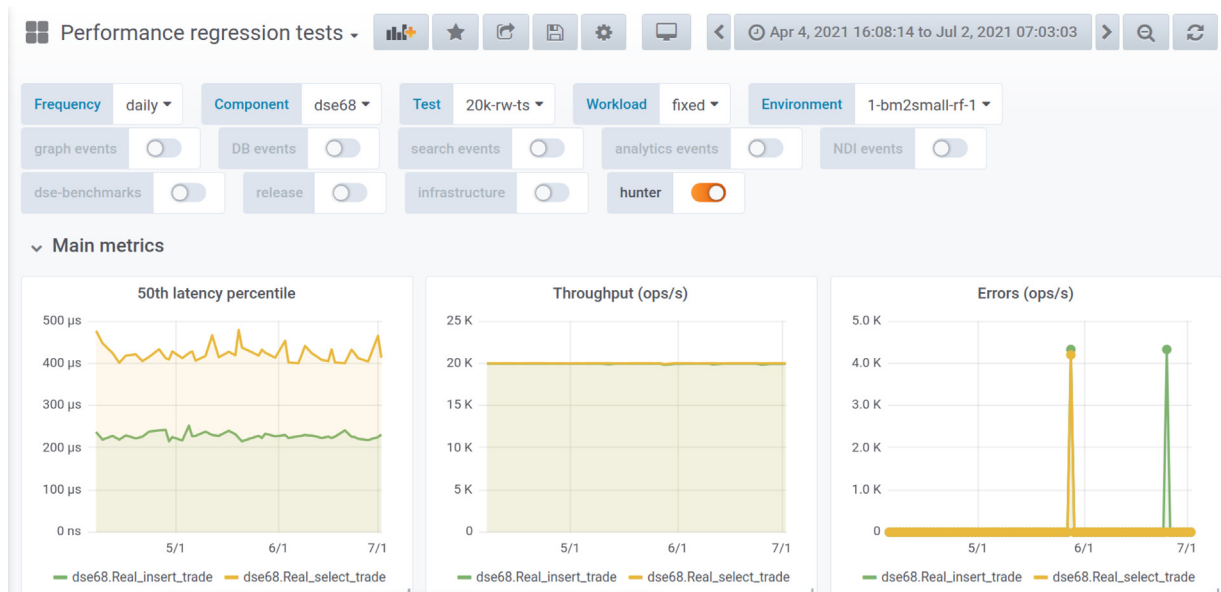 Performance regression tests
Apr 4, 2021 16:08:14 to Jul 2, 2021 07:03:03
Frequency daily Component dse68 Test 20k-rw-ts Workload fixed Environment 1-bm2small-rf-1
graph events DB events search events analytics events NDI events
dse-benchmarks release infrastructure hunter
Main metrics
50th latency percentile
500 µs
400 µs
300 µs
200 µs
100 µs
0 ns
5/1 6/1 7/1
dse68.Real_insert_trade dse68.Real_select_trade
Throughput (ops/s)
25 K
20 K
15 K
10 K
5 K
0
5/1 6/1 7/1
dse68.Real_insert_trade dse68.Real_select_trade
Errors (ops/s)
5.0 K
4.0 K
3.0 K
2.0 K
1.0 K
0
5/1 6/1 7/1
dse68.Real_insert_trade dse68.Real_select_trade